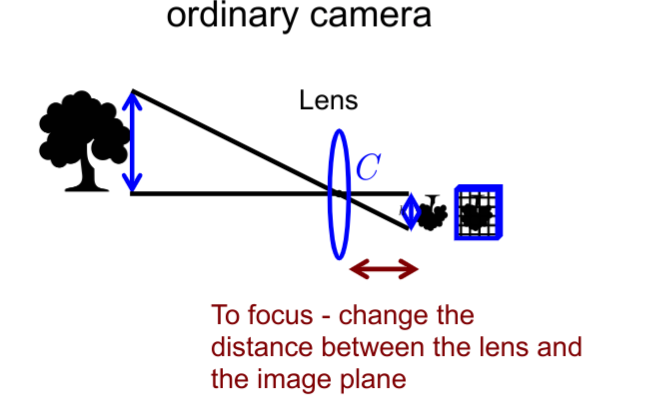 ordinary camera
Lens
C
To focus - change the
distance between the lens and
the image plane